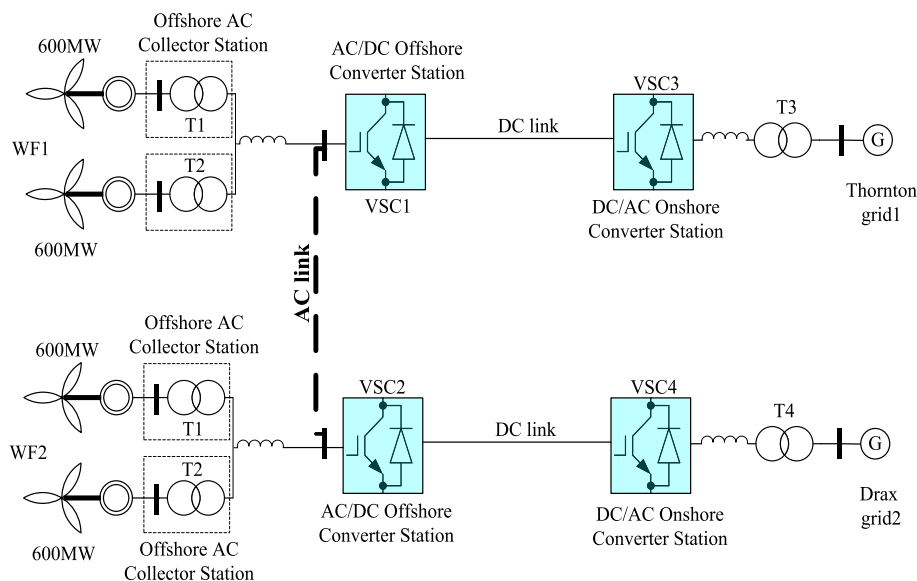 Offshore AC
Collector Station
600MW
T1
WF1
T2
600MW
AC/DC Offshore
Converter Station
VSC1
DC link
VSC3
DC/AC Onshore
Converter Station
T3
G
Thornton
grid1
AC link
Offshore AC
Collector Station
600MW
T1
WF2
T2
600MW
Offshore AC
Collector Station
VSC2
AC/DC Offshore
Converter Station
DC link
VSC4
DC/AC Onshore
Converter Station
T4
G
Drax
grid2